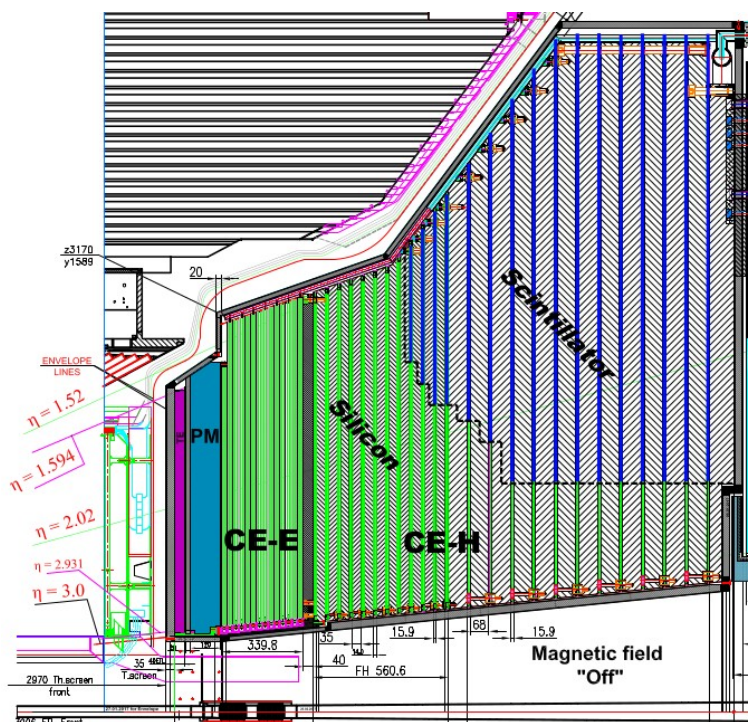 z3170
y1589
20
ENVELOPE
LINES
η = 1.52
η = 1.594
η = 2.02
η = 2.931
η = 3.0
PM
Silicon
Scintillator
CE-E
CE-H
339.8
35
40
15.9
68
15.9
FH 560.6
35
T.screen
2970 Th.screen
front
Magnetic field
"Off"